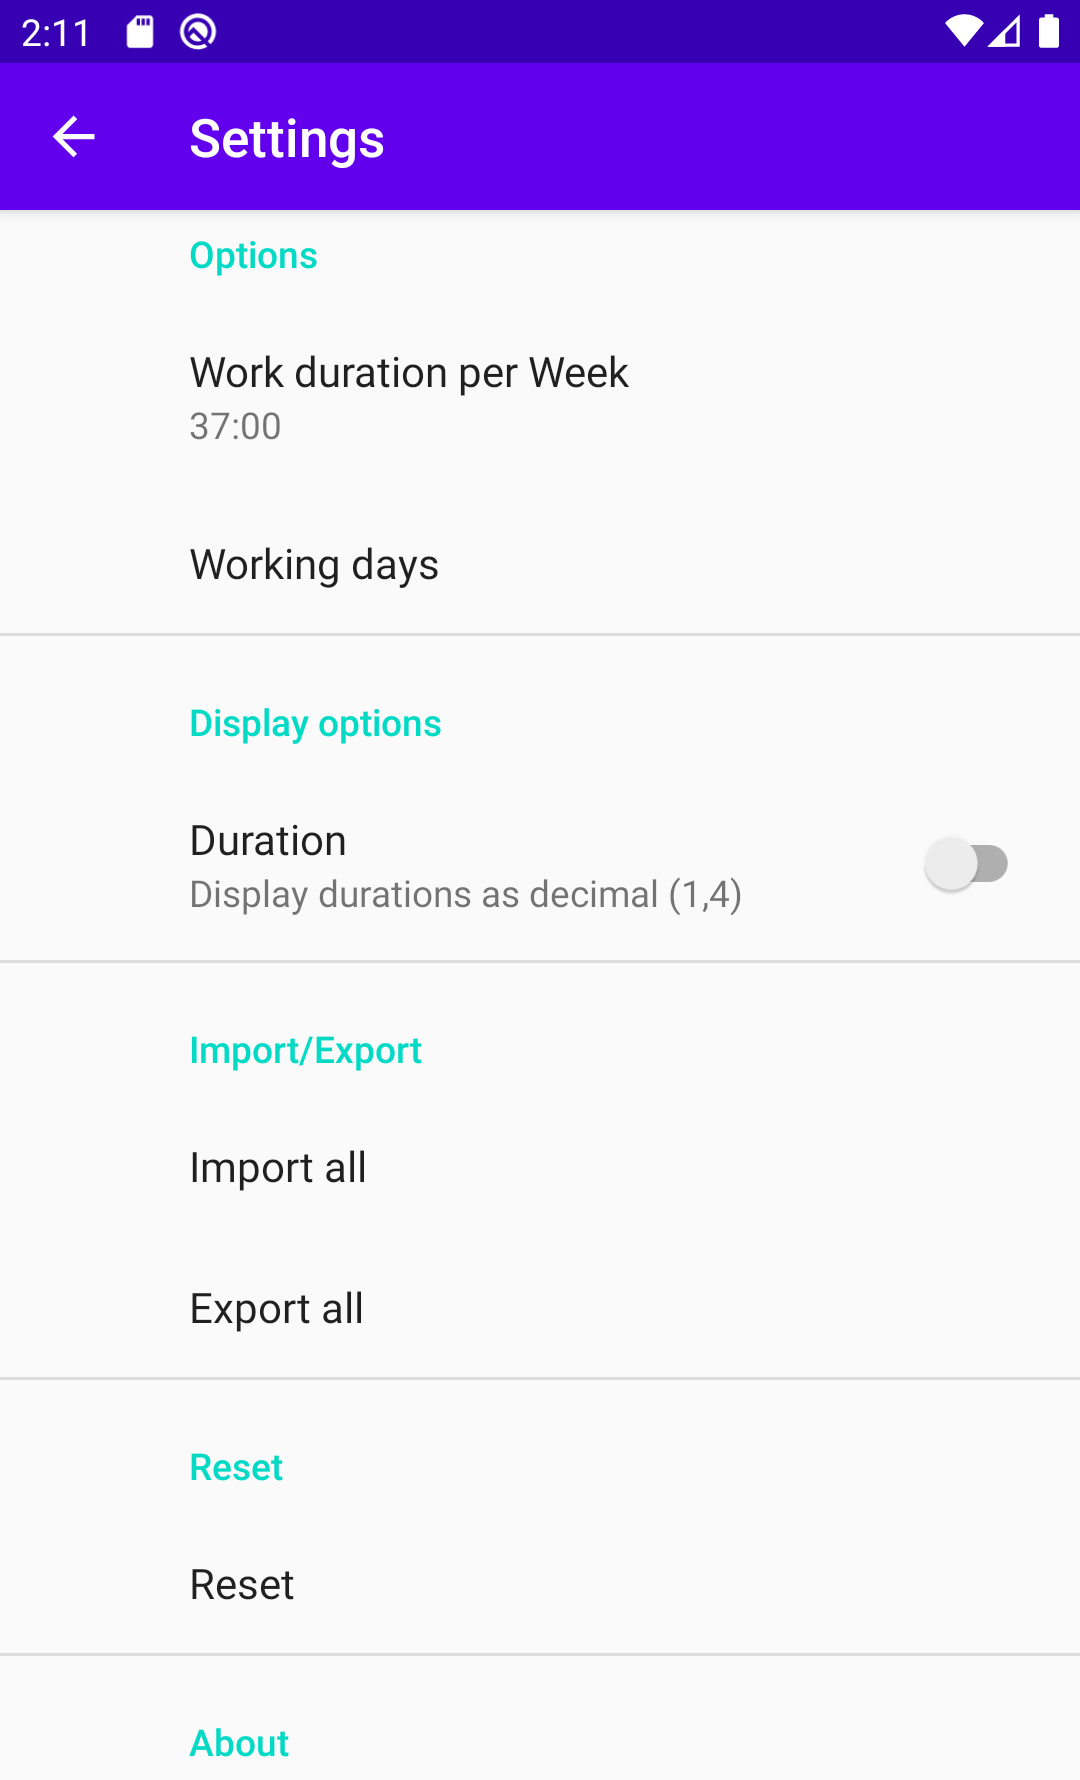 2:11
Settings
Options
Work duration per Week
37:00
Working days
Display options
Duration
Display durations as decimal (1,4)
Import/Export
Import all
Export all
Reset
Reset
About